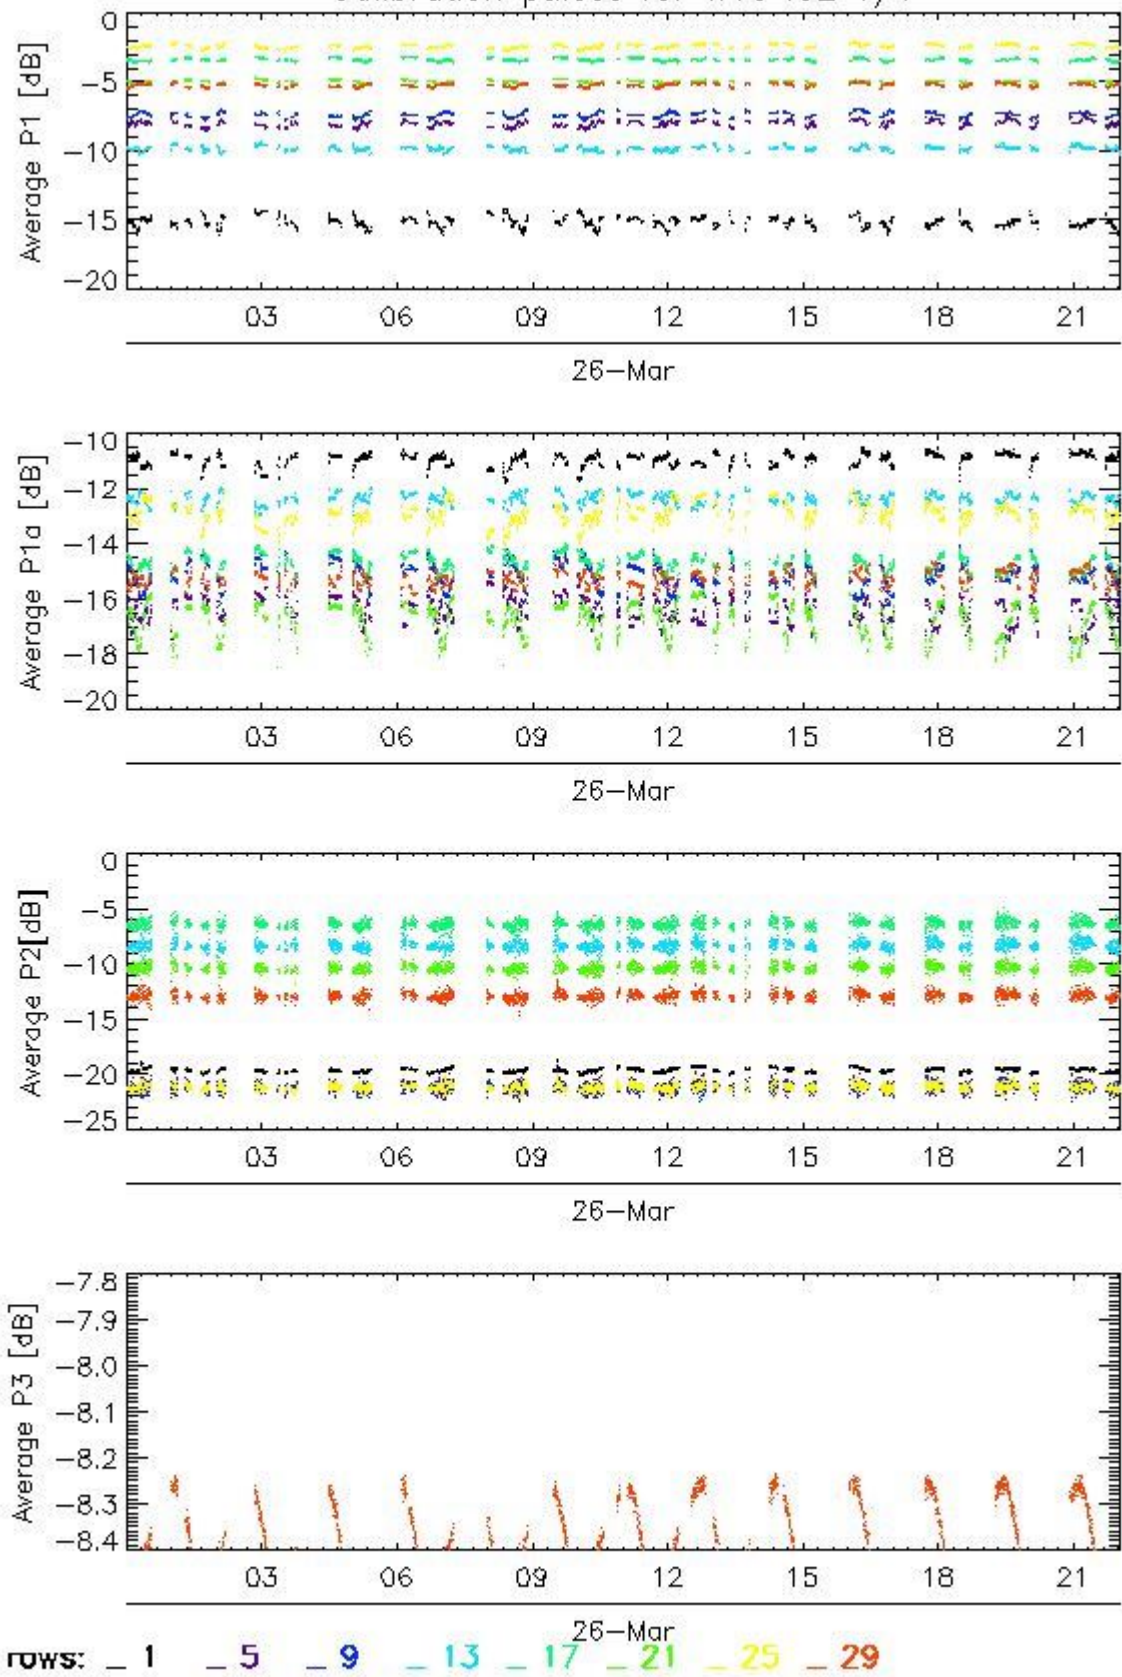 Average P1 [dB]
0
−5
−10
−15
−20
03 06 09 12 15 18 21
26−Mar
Average P1a [dB]
−10
−12
−14
−16
−18
−20
03 06 09 12 15 18 21
26−Mar
Average P2[dB]
0
−5
−10
−15
−20
−25
03 06 09 12 15 18 21
26−Mar
Average P3 [dB]
−7.8
−7.9
−8.0
−8.1
−8.2
−8.3
−8.4
03 06 09 12 15 18 21
26−Mar
rows: _ 1 _ 5 _ 9 _ 13 _ 17 _ 21 _ 25 _ 29